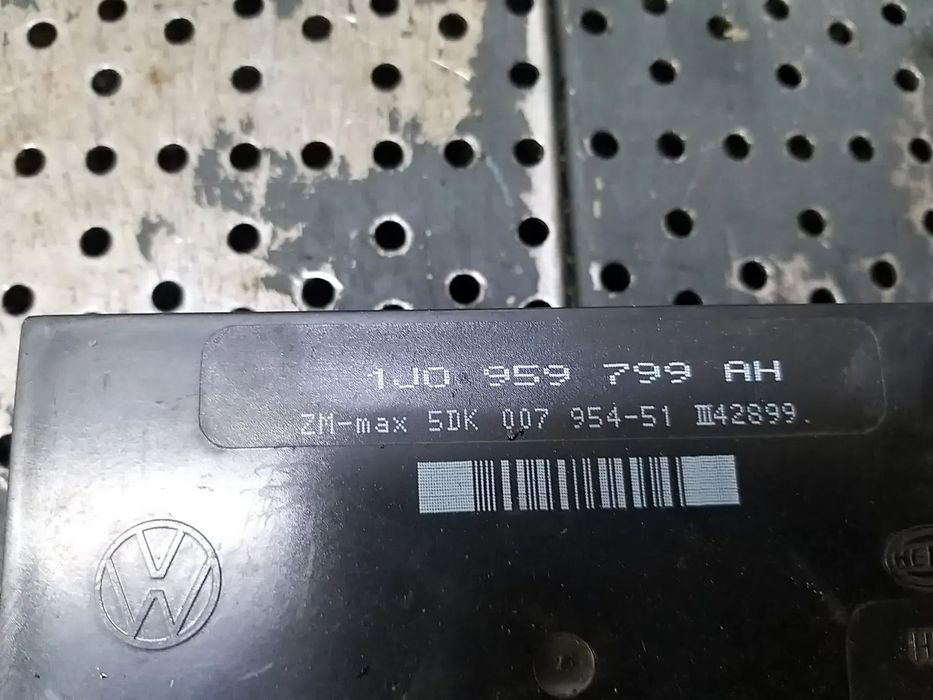 1J0 959 799 AH
ZM-max 5DK 007 954-51 III42899